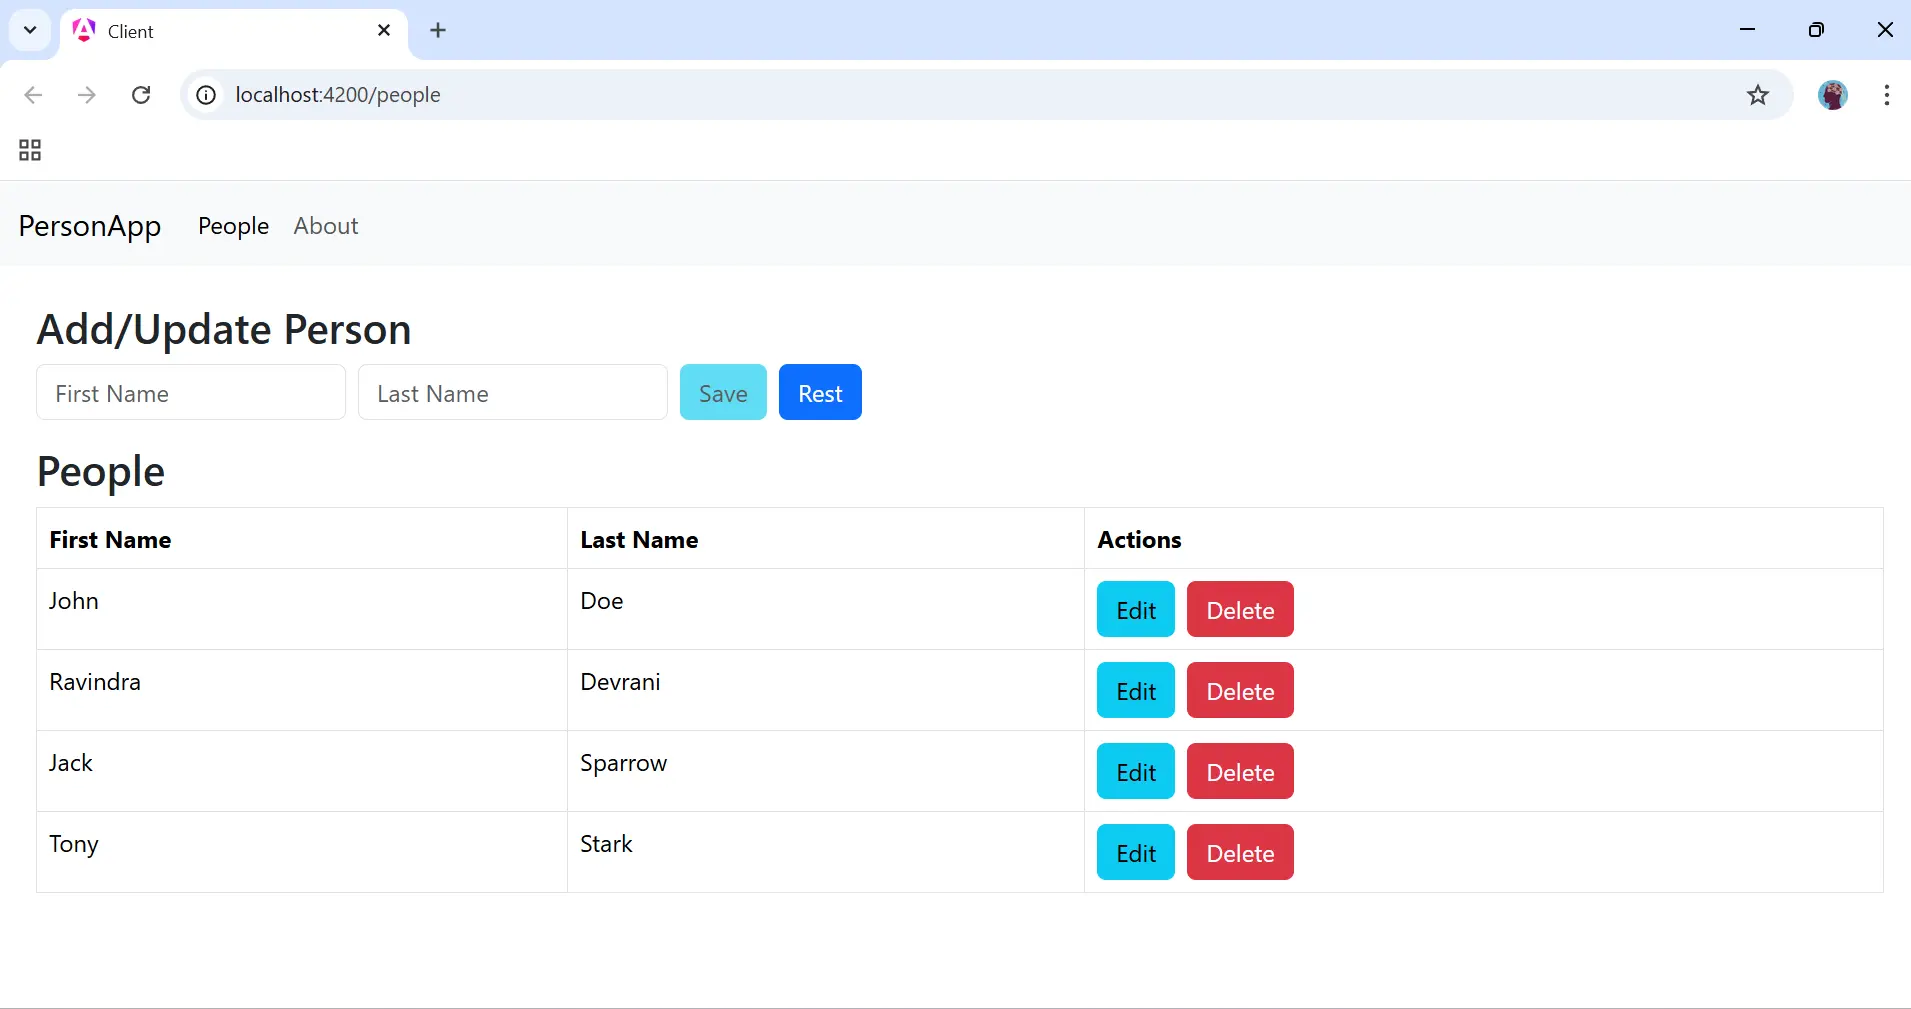 Client
localhost:4200/people
PersonApp People About
Add/Update Person
First Name Last Name Save Rest
People
First Name Last Name Actions
John Doe Edit Delete
Ravindra Devrani Edit Delete
Jack Sparrow Edit Delete
Tony Stark Edit Delete